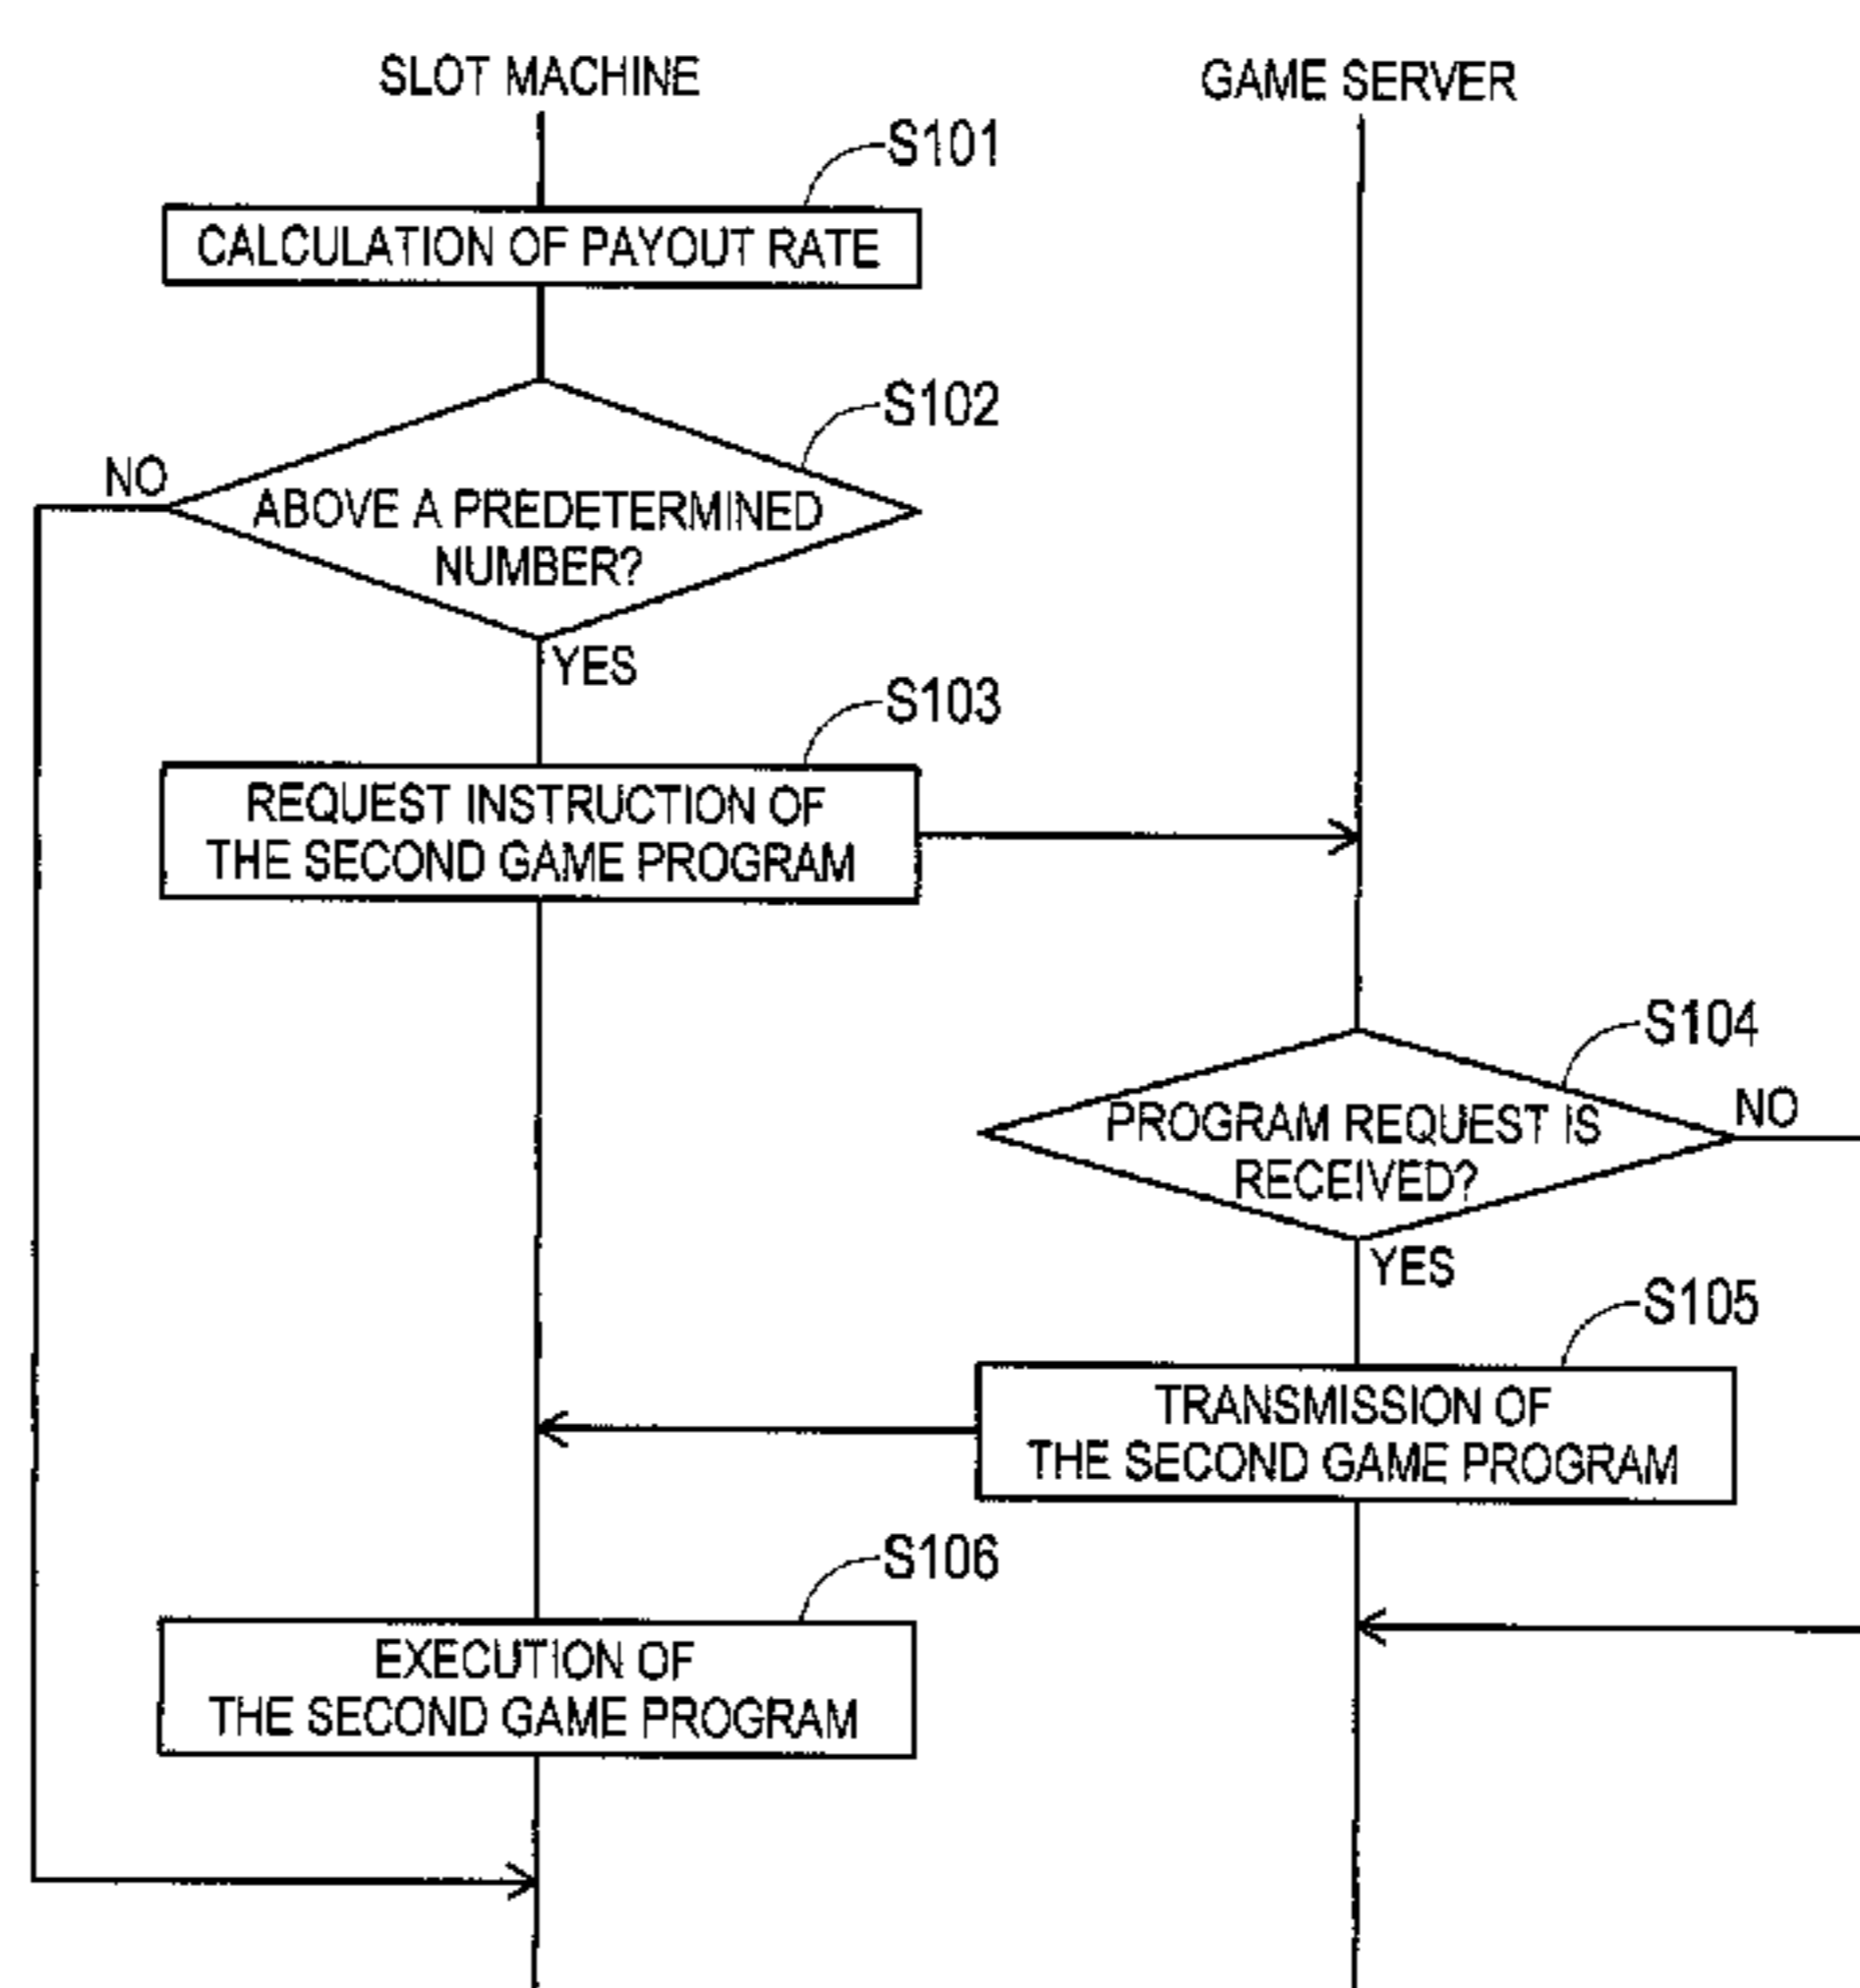 SLOT MACHINE
GAME SERVER
S101
CALCULATION OF PAYOUT RATE
S102
NO
ABOVE A PREDETERMINED
NUMBER?
YES
S103
REQUEST INSTRUCTION OF
THE SECOND GAME PROGRAM
S104
PROGRAM REQUEST IS
RECEIVED?
NO
YES
S105
TRANSMISSION OF
THE SECOND GAME PROGRAM
S106
EXECUTION OF
THE SECOND GAME PROGRAM